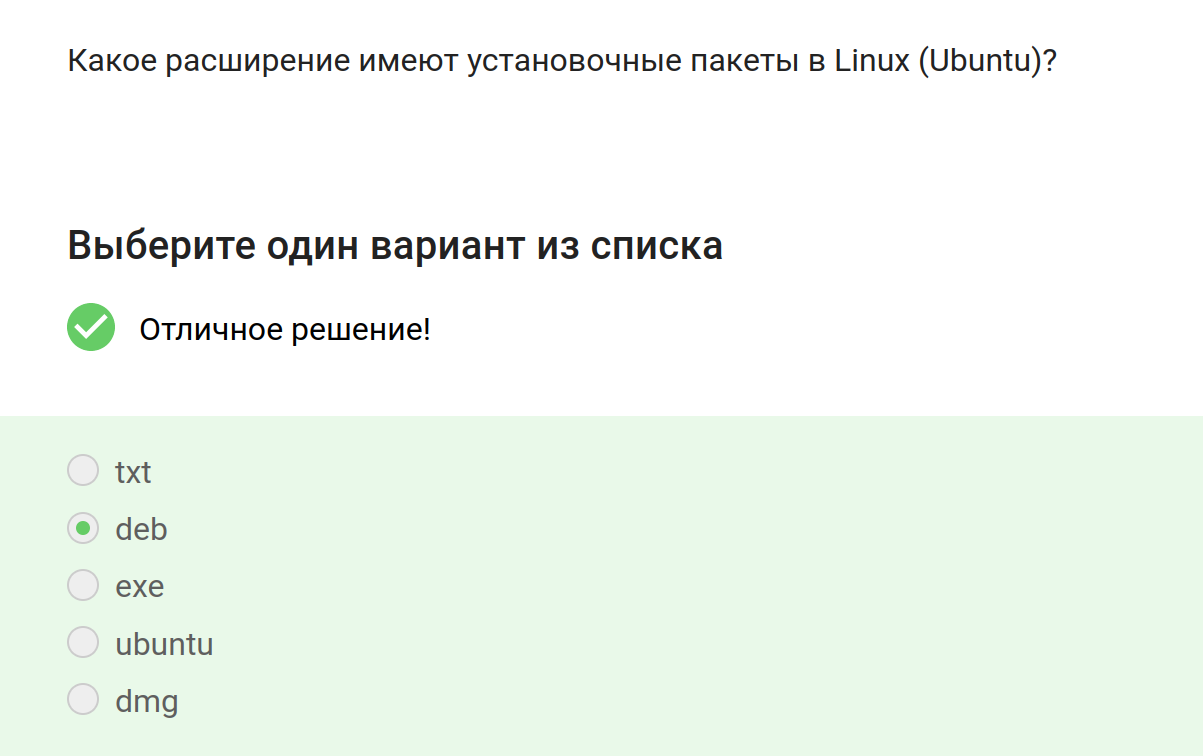 Какое расширение имеют установочные пакеты в Linux (Ubuntu)?
Выберите один вариант из списка
Отличное решение!
txt
deb
exe
ubuntu
dmg